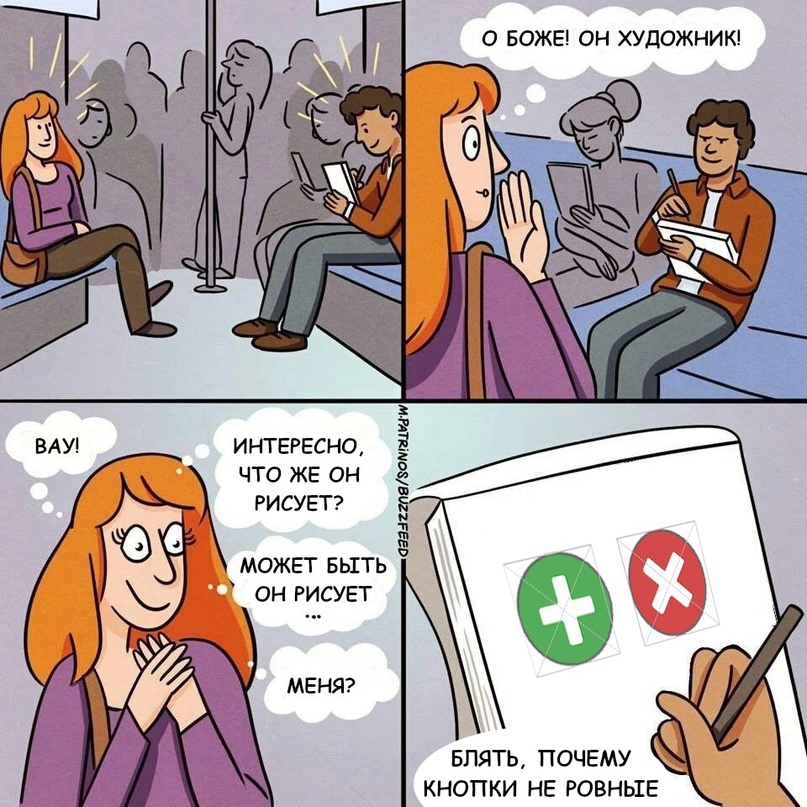 О БОЖЕ! ОН ХУДОЖНИК!
ВАУ!
ИНТЕРЕСНО,
ЧТО ЖЕ ОН
РИСУЕТ?
МОЖЕТ БЫТЬ
ОН РИСУЕТ
...
МЕНЯ?
M.PATRINOS/BUZZFEED
БЛЯТЬ, ПОЧЕМУ
КНОПКИ НЕ РОВНЫЕ